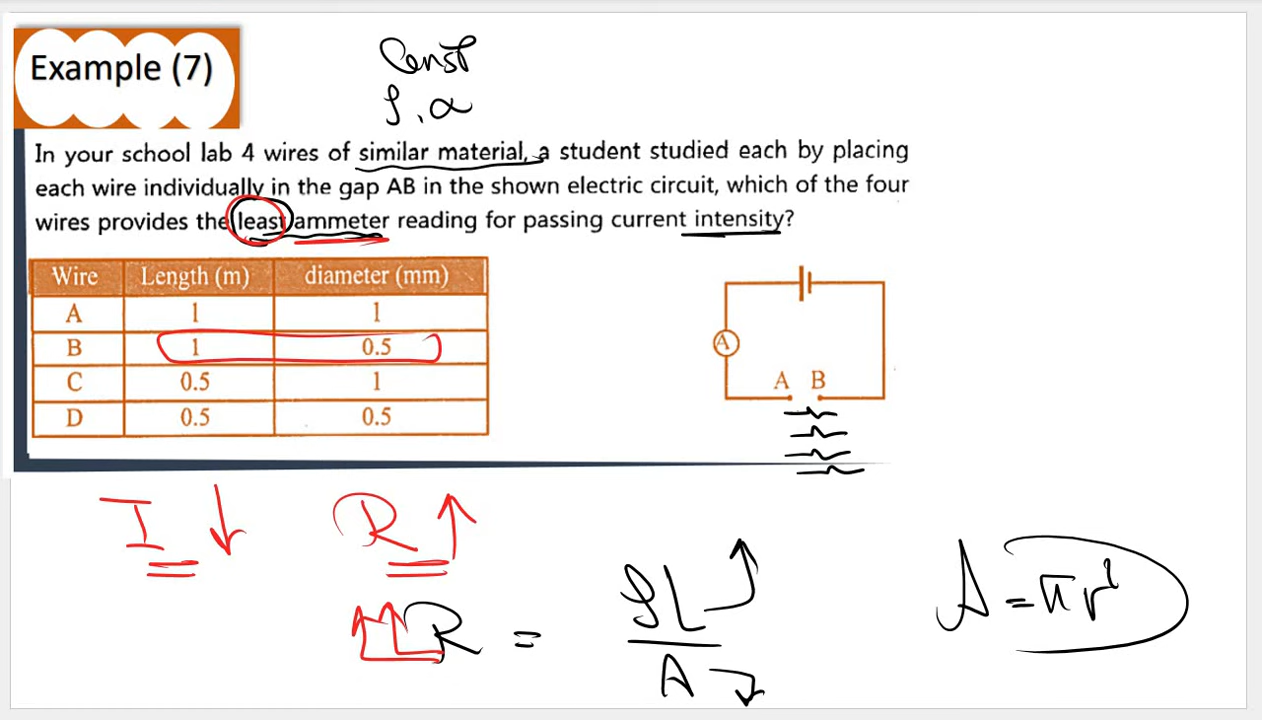 Example (7)
Const
ρ , α
In your school lab 4 wires of similar material, a student studied each by placing
each wire individually in the gap AB in the shown electric circuit, which of the four
wires provides the least ammeter reading for passing current intensity?
Wire Length (m) diameter (mm)
A 1 1
B 1 0.5
C 0.5 1
D 0.5 0.5
A
A B
I ↓ R ↑
↑↑ R = ρL ↑ / A ↓
A = πr²